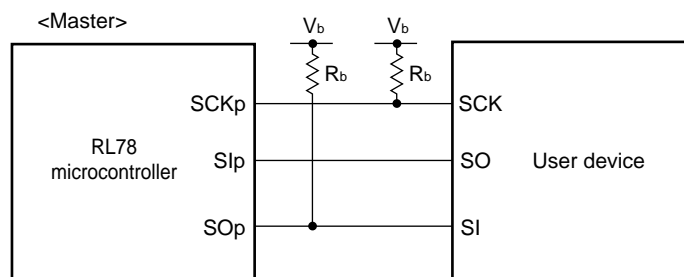 <Master>
Vb Vb
Rb Rb
SCKp SCK
RL78
microcontroller
SIp SO
User device
SOp SI